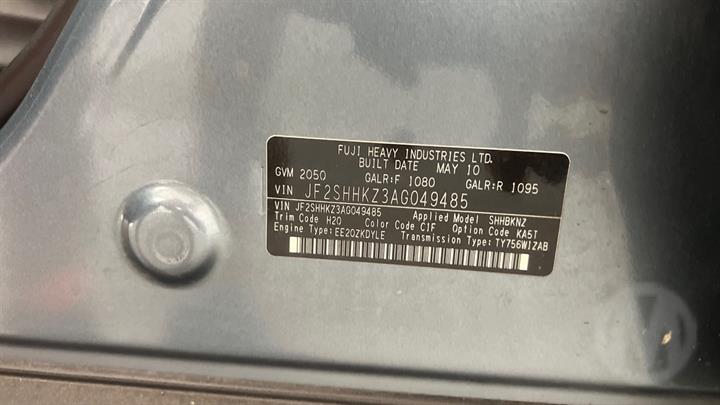 FUJI HEAVY INDUSTRIES LTD.
BUILT DATE MAY 10
GVM 2050 GALR:F 1080 GALR:R 1095
VIN JF2SHHKZ3AG049485
VIN JF2SHHKZ3AG049485 Applied Model SHHBKNZ
Trim Code H20 Color Code C1F Option Code KA5T
Engine Type: EE20ZKDYLE Transmission Type: TY756W1ZAB